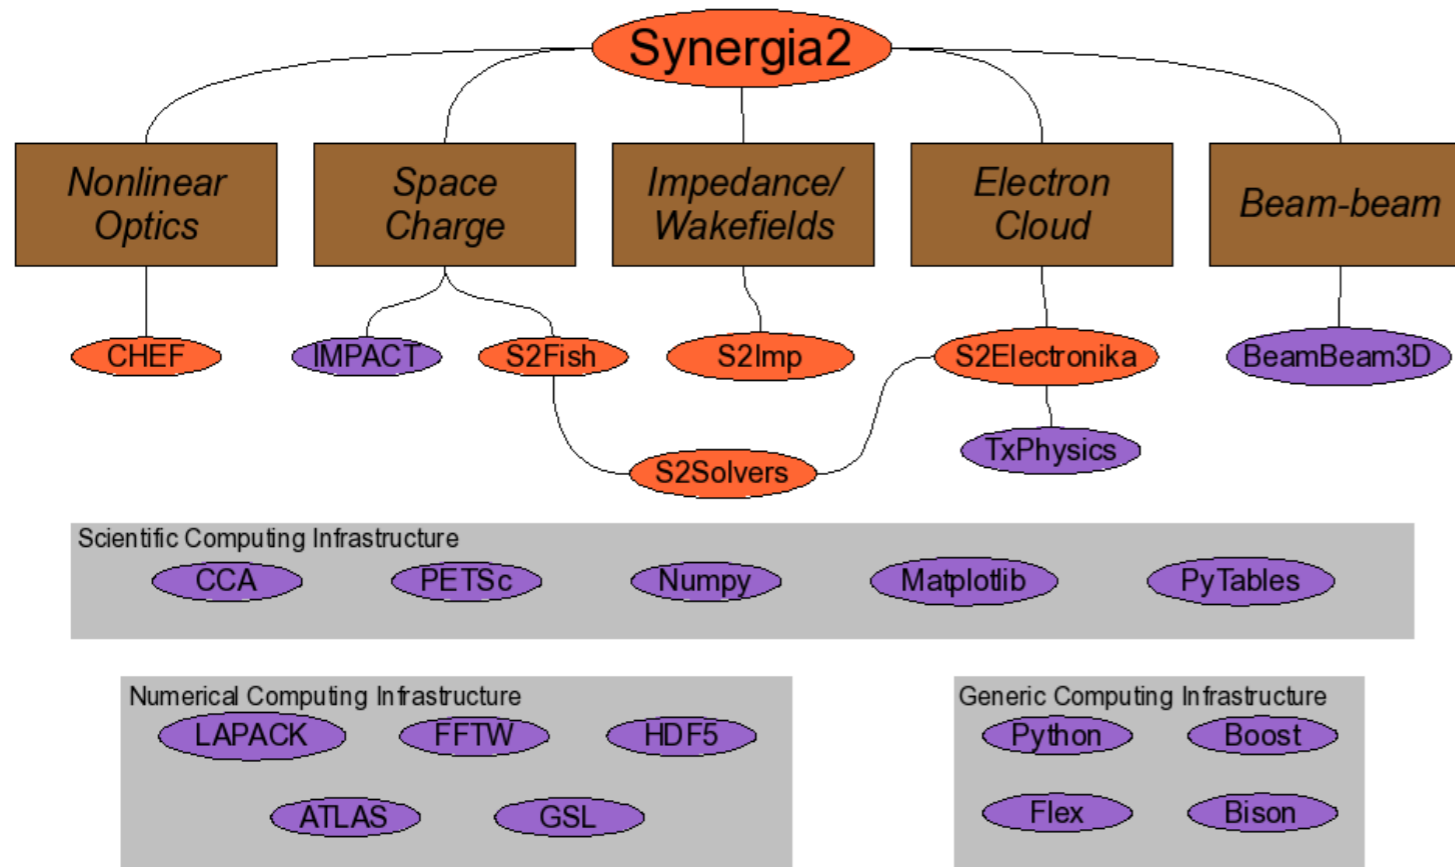 Synergia2
Nonlinear
Optics
Space
Charge
Impedance/
Wakefields
Electron
Cloud
Beam-beam
CHEF
IMPACT
S2Fish
S2Imp
S2Electronika
BeamBeam3D
TxPhysics
S2Solvers
Scientific Computing Infrastructure
CCA
PETSc
Numpy
Matplotlib
PyTables
Numerical Computing Infrastructure
LAPACK
FFTW
HDF5
ATLAS
GSL
Generic Computing Infrastructure
Python
Boost
Flex
Bison